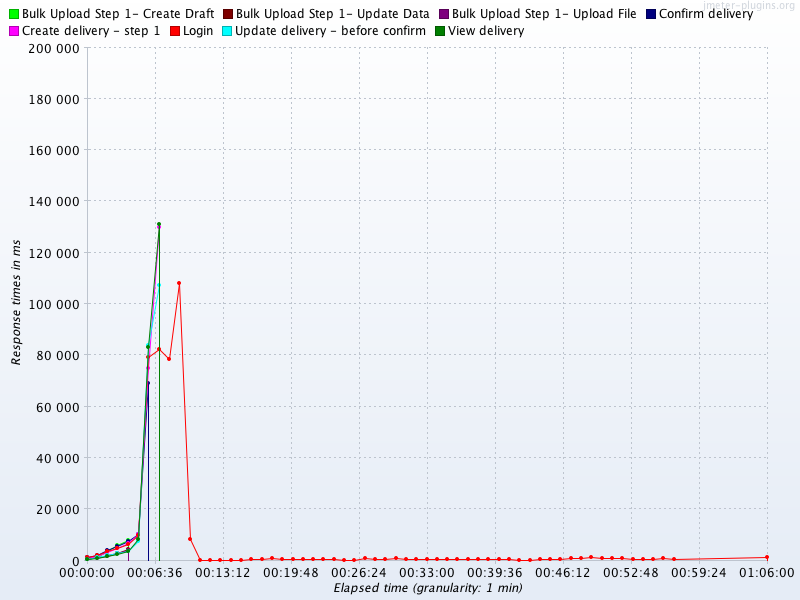 jmeter-plugins.org
Bulk Upload Step 1- Create Draft Bulk Upload Step 1- Update Data Bulk Upload Step 1- Upload File Confirm delivery
Create delivery - step 1 Login Update delivery - before confirm View delivery
200 000
180 000
160 000
140 000
120 000
100 000
80 000
60 000
40 000
20 000
0
Response times in ms
00:00:00 00:06:36 00:13:12 00:19:48 00:26:24 00:33:00 00:39:36 00:46:12 00:52:48 00:59:24 01:06:00
Elapsed time (granularity: 1 min)